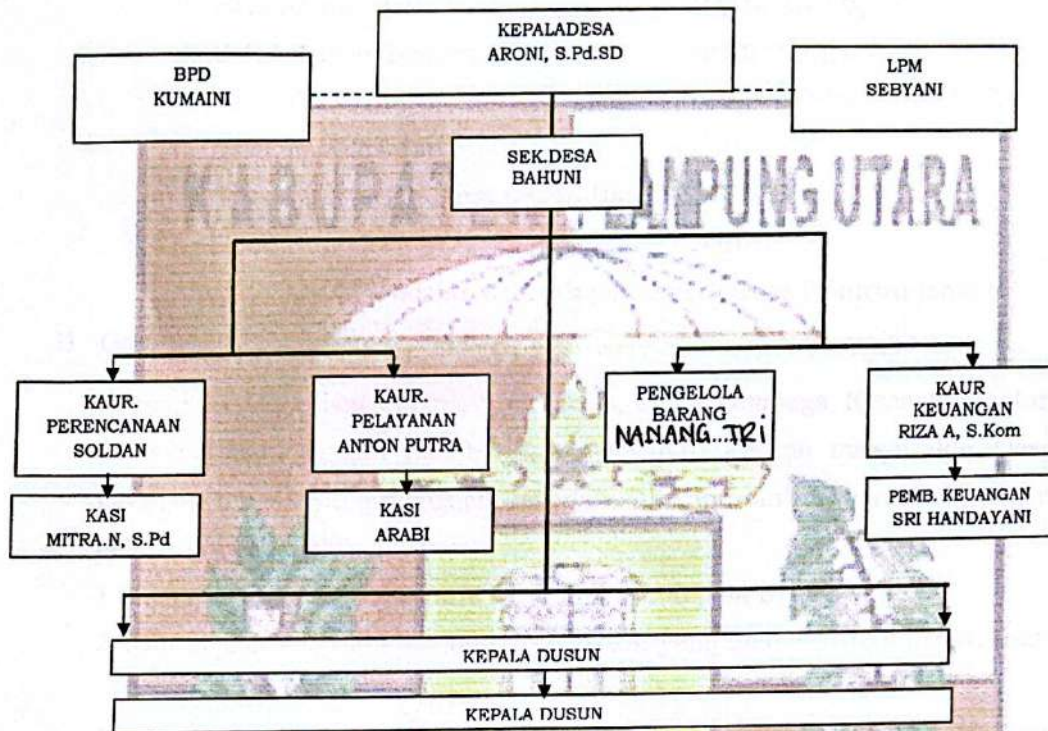 KEPALADESA
ARONI, S.Pd.SD
BPD
KUMAINI
LPM
SEBYANI
SEK.DESA
BAHUNI
KABUPATEN LAMPUNG UTARA
KAUR.
PERENCANAAN
SOLDAN
KAUR.
PELAYANAN
ANTON PUTRA
PENGELOLA
BARANG
NANANG...TRi
KAUR
KEUANGAN
RIZA A, S.Kom
KASI
MITRA.N, S.Pd
KASI
ARABI
PEMB. KEUANGAN
SRI HANDAYANI
KEPALA DUSUN
KEPALA DUSUN